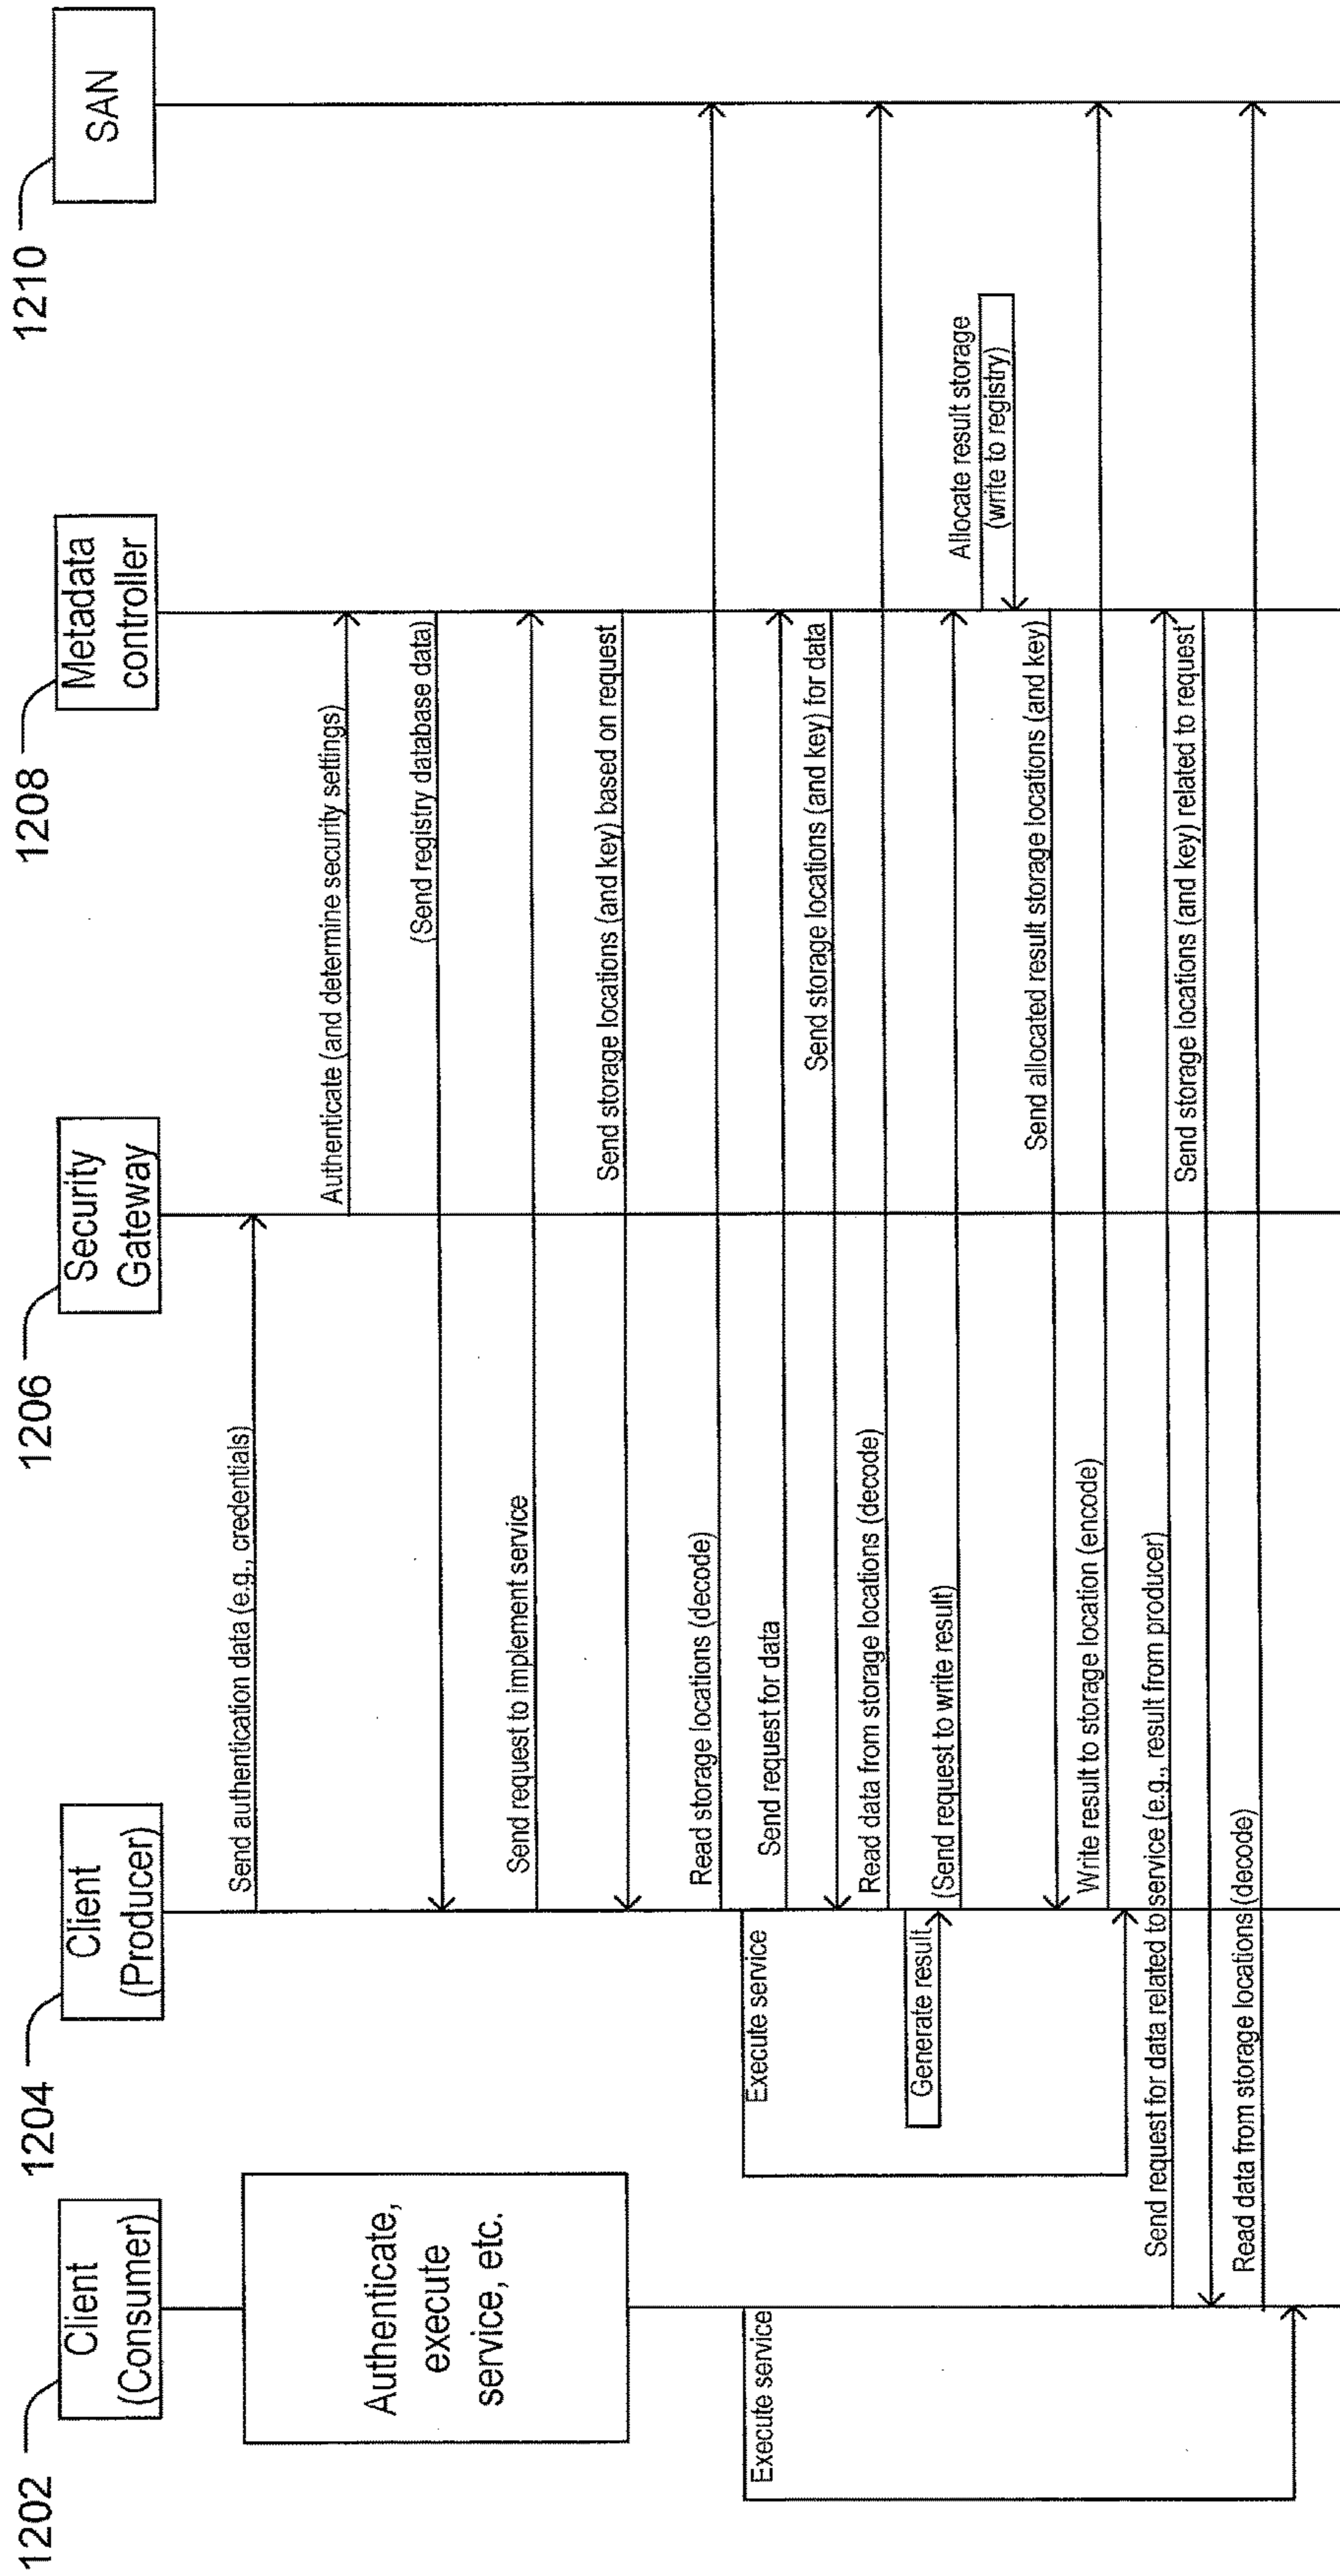 1202
1204
1206
1208
1210
Client
(Consumer)
Client
(Producer)
Security
Gateway
Metadata
controller
SAN
Authenticate,
execute
service, etc.
Send authentication data (e.g., credentials)
Authenticate (and determine security settings)
(Send registry database data)
Send request to implement service
Send storage locations (and key) based on request
Read storage locations (decode)
Execute service
Execute service
Send request for data
Send storage locations (and key) for data
Read data from storage locations (decode)
Generate result
(Send request to write result)
Allocate result storage
(write to registry)
Send allocated result storage locations (and key)
Write result to storage location (encode)
Send request for data related to service (e.g., result from producer)
Send storage locations (and key) related to request
Read data from storage locations (decode)